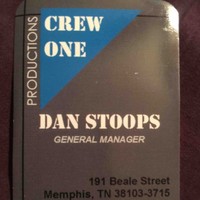 PRODUCTIONS
CREW
ONE
DAN STOOPS
GENERAL MANAGER
191 Beale Street
Memphis, TN 38103-3715